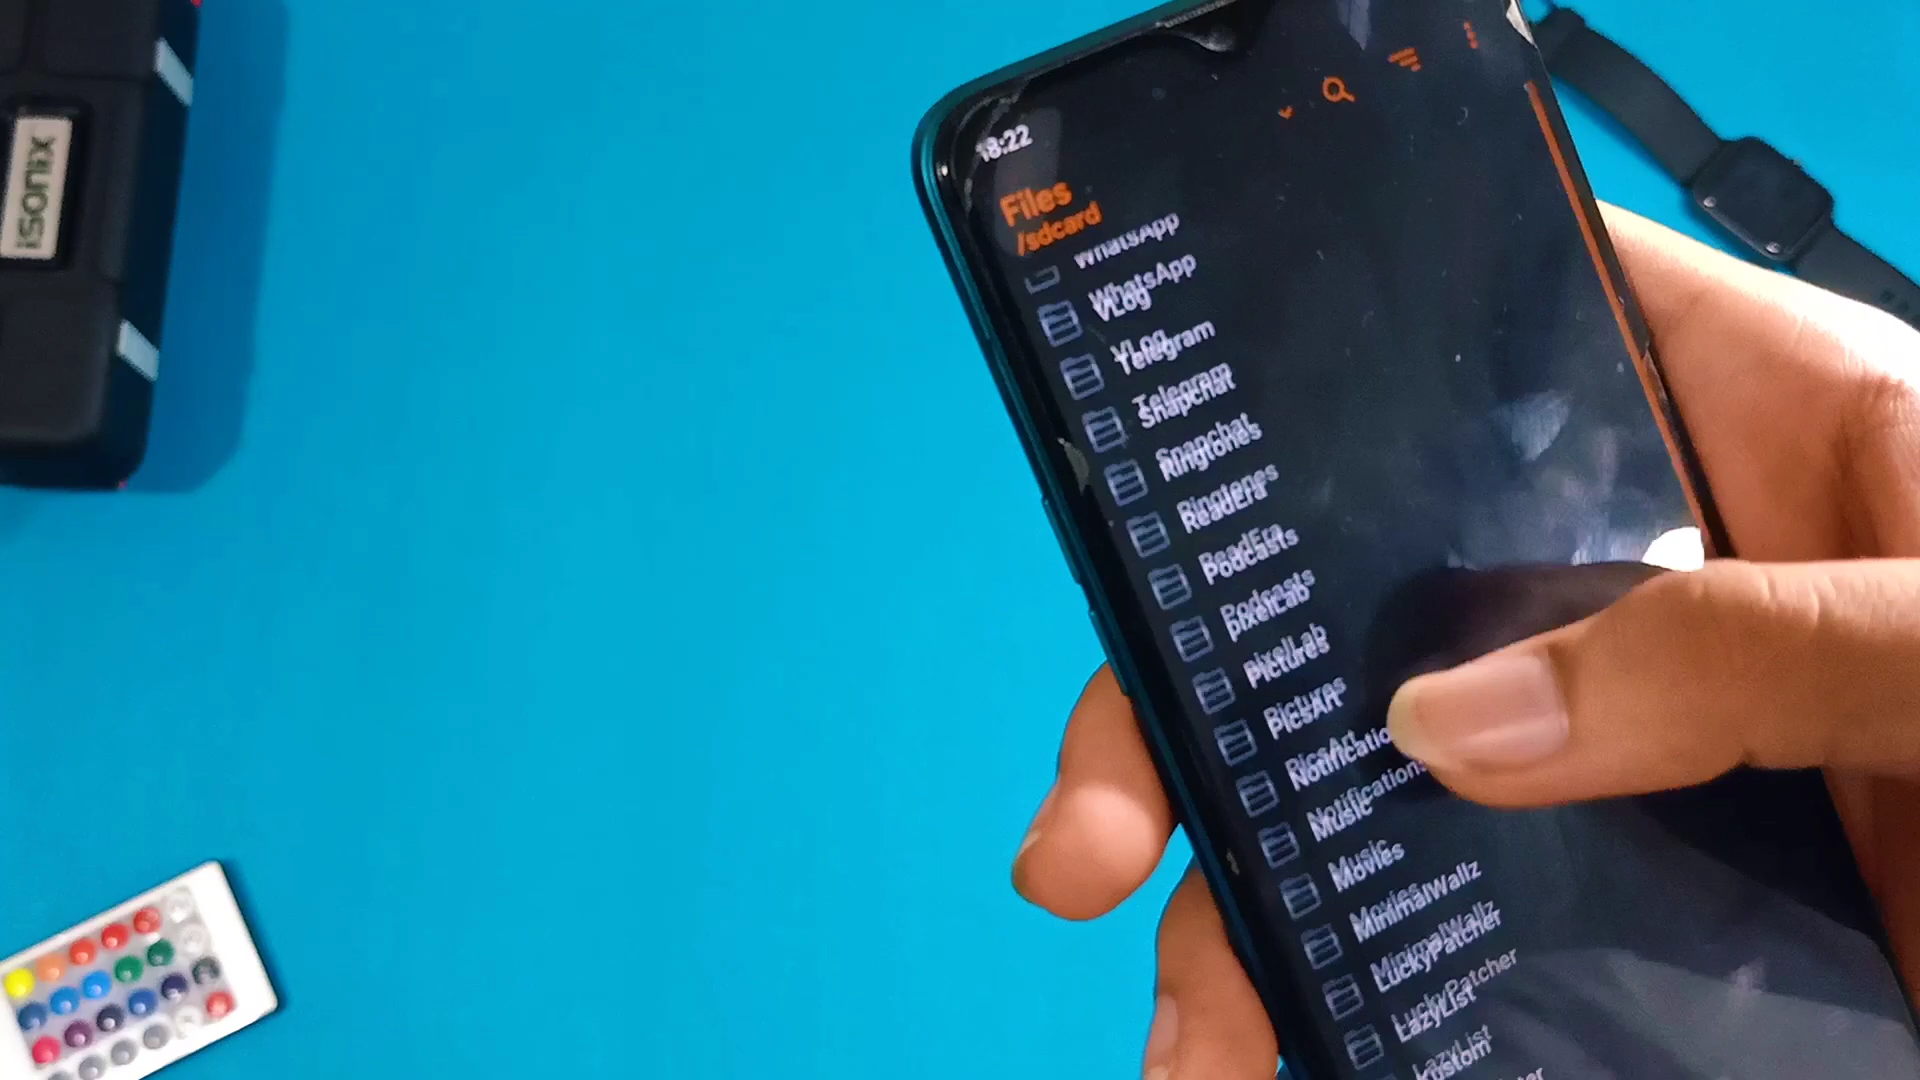 iSONiX
18:22
Files
/sdcard
WhatsApp
VLog
Telegram
Snapchat
Ringtones
ReadEra
Podcasts
PixelLab
Pictures
PicsArt
Notifications
Music
Movies
MinimalWallz
LuckyPatcher
LazyList
Kustom